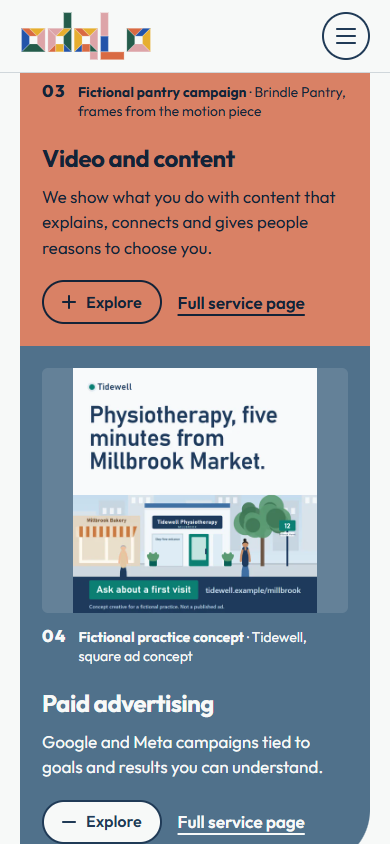 odqlo
03 Fictional pantry campaign · Brindle Pantry,
frames from the motion piece
Video and content
We show what you do with content that
explains, connects and gives people
reasons to choose you.
+ Explore
Full service page
Tidewell
Physiotherapy, five
minutes from
Millbrook Market.
Millbrook Bakery
Tidewell Physiotherapy
12
Ask about a first visit
tidewell.example/millbrook
Concept creative for a fictional practice. Not a published ad.
04 Fictional practice concept · Tidewell,
square ad concept
Paid advertising
Google and Meta campaigns tied to
goals and results you can understand.
− Explore
Full service page